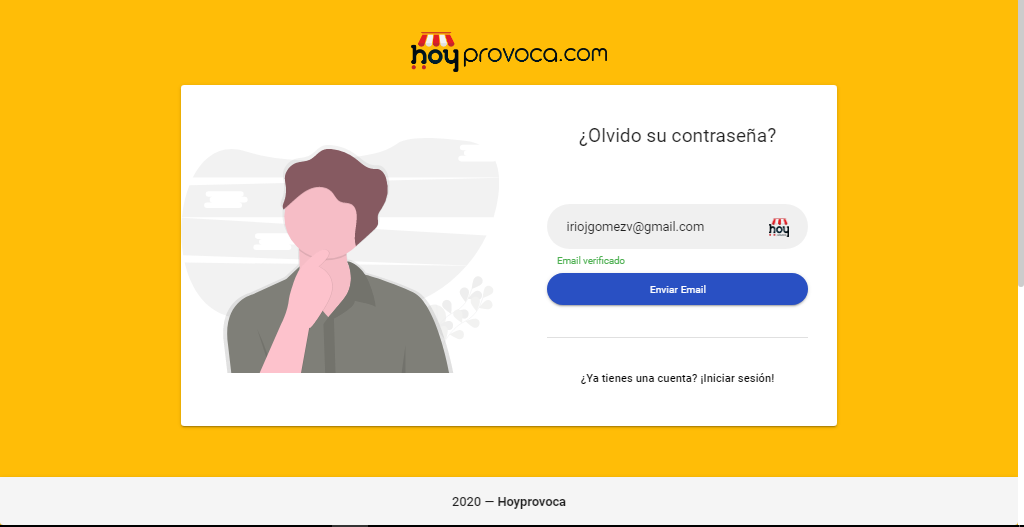 hoyprovoca.com
¿Olvido su contraseña?
iriojgomezv@gmail.com
hoy
Email verificado
Enviar Email
¿Ya tienes una cuenta? ¡Iniciar sesión!
2020 — Hoyprovoca